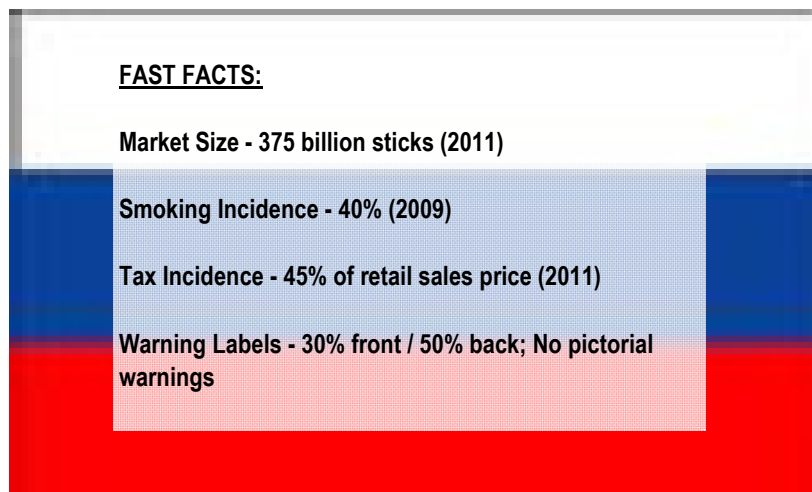 FAST FACTS:
Market Size - 375 billion sticks (2011)
Smoking Incidence - 40% (2009)
Tax Incidence - 45% of retail sales price (2011)
Warning Labels - 30% front / 50% back; No pictorial
warnings